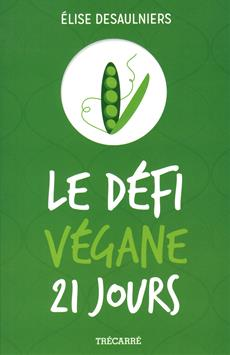 ÉLISE DESAULNIERS
LE DÉFI
VÉGANE
21 JOURS
TRÉCARRÉ